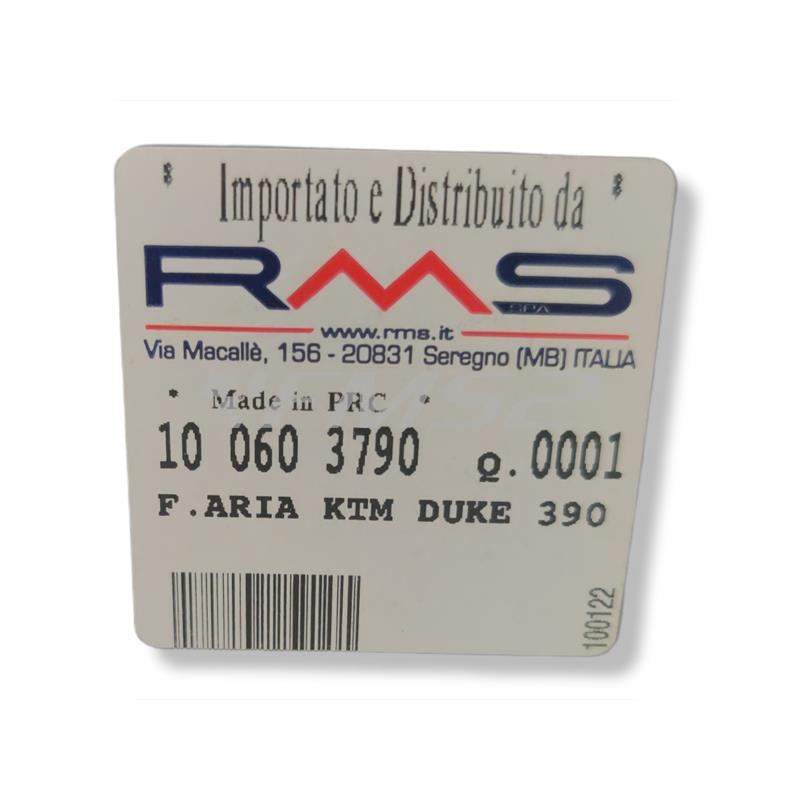 * Importato e Distribuito da *
RMS
SPA
www.rms.it
Via Macallè, 156 - 20831 Seregno (MB) ITALIA
* Made in PRC *
10 060 3790 Q.0001
F.ARIA KTM DUKE 390
100122